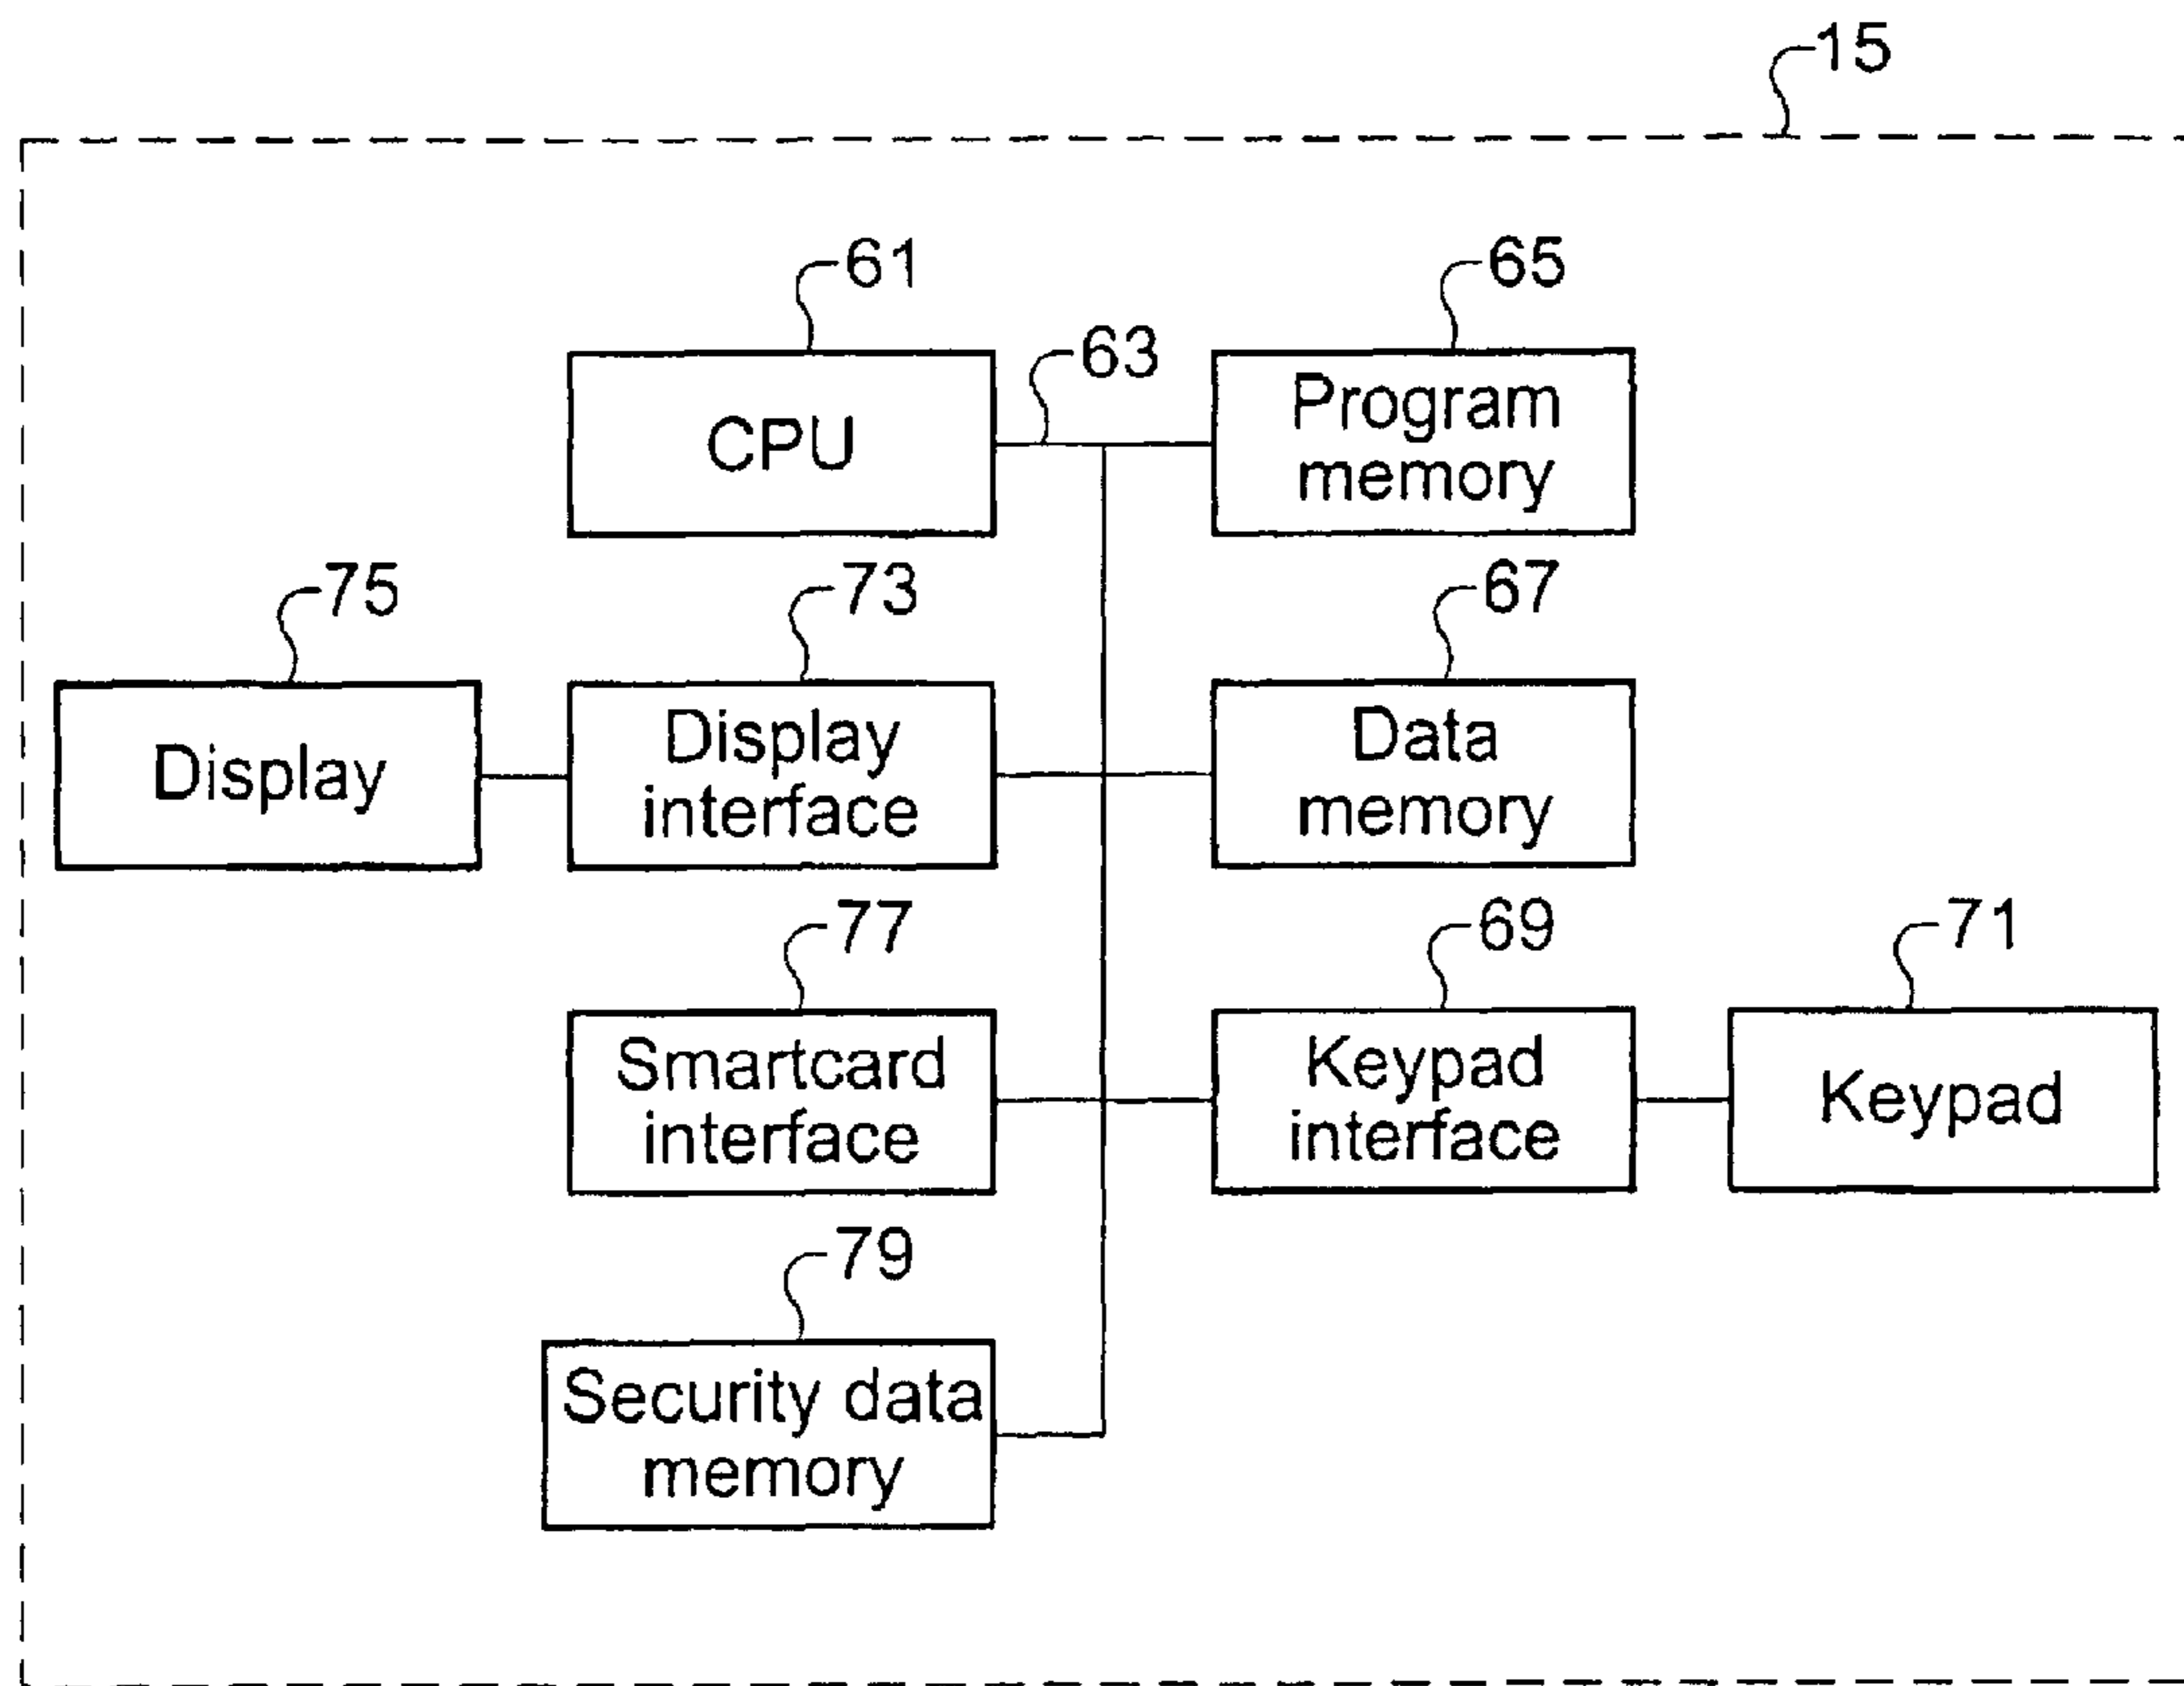 15
61
65
63
CPU
Program
memory
75
73
67
Display
Display
interface
Data
memory
77
69
71
Smartcard
interface
Keypad
interface
Keypad
79
Security data
memory